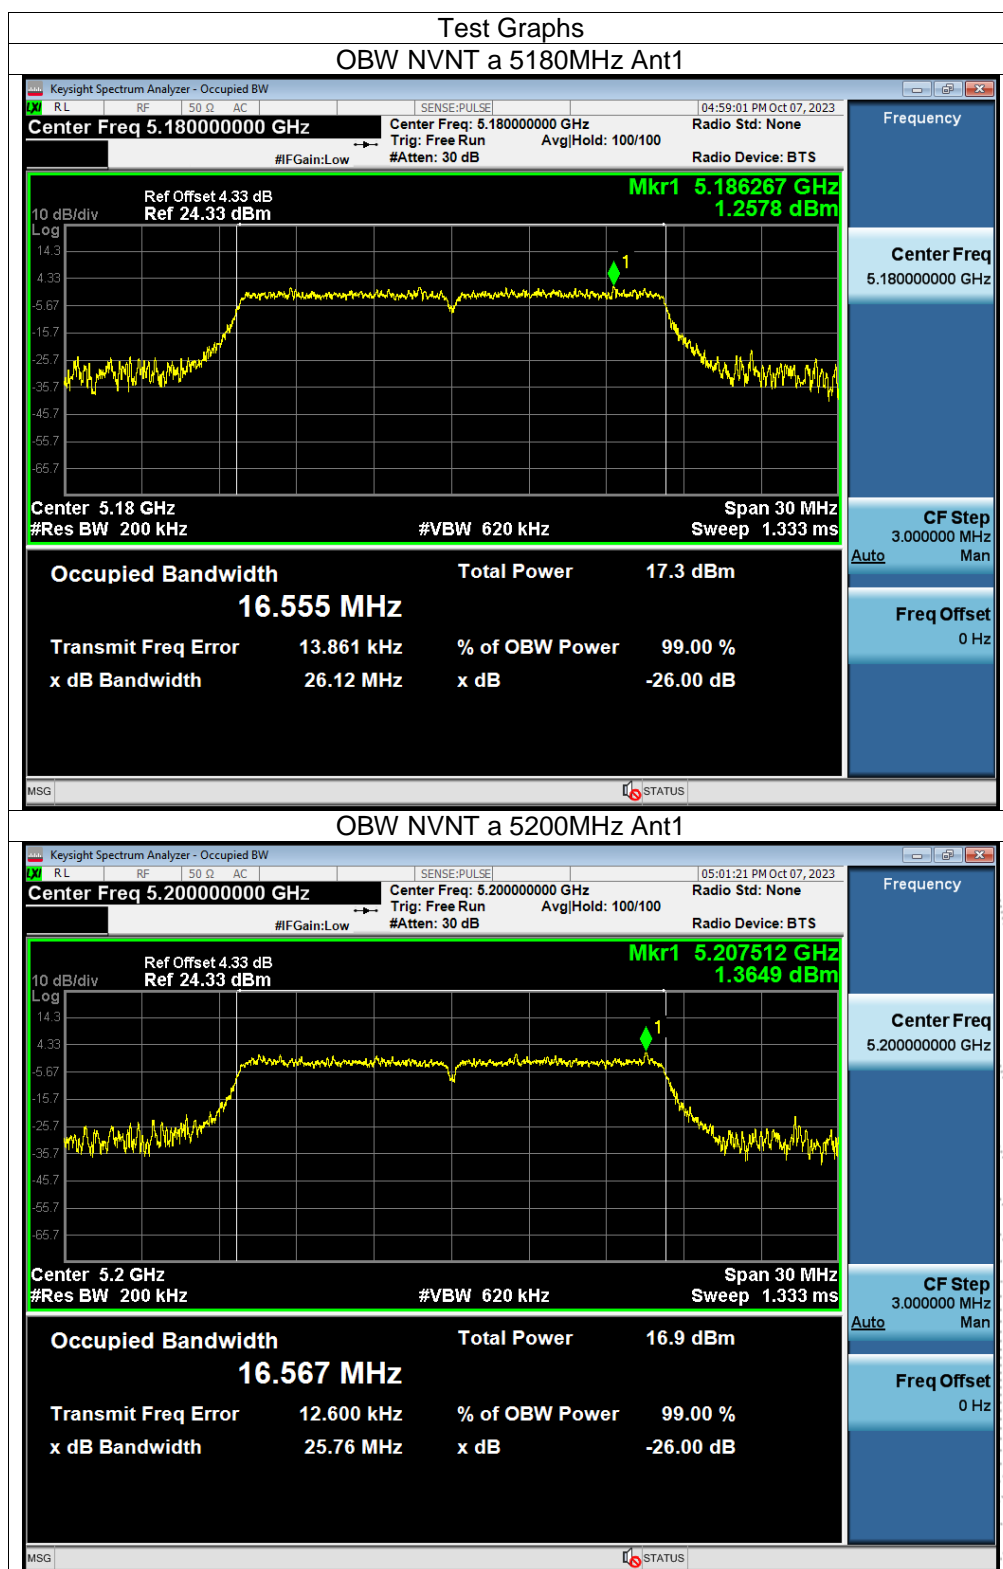 Test Graphs
OBW NVNT a 5180MHz Ant1
Keysight Spectrum Analyzer - Occupied BW
LXI RL RF 50 Ω AC SENSE:PULSE 04:59:01 PM Oct 07, 2023
Center Freq 5.180000000 GHz
Center Freq: 5.180000000 GHz
Radio Std: None
Trig: Free Run Avg|Hold: 100/100
#IFGain:Low
#Atten: 30 dB
Radio Device: BTS
Frequency
Mkr1 5.186267 GHz
1.2578 dBm
Ref Offset 4.33 dB
10 dB/div Ref 24.33 dBm
Log
14.3
4.33
-5.67
-15.7
-25.7
-35.7
-45.7
-55.7
-65.7
1
Center 5.18 GHz
Span 30 MHz
#Res BW 200 kHz
#VBW 620 kHz
Sweep 1.333 ms
Center Freq
5.180000000 GHz
CF Step
3.000000 MHz
Auto Man
Freq Offset
0 Hz
Occupied Bandwidth
16.555 MHz
Total Power 17.3 dBm
Transmit Freq Error 13.861 kHz
% of OBW Power 99.00 %
x dB Bandwidth 26.12 MHz
x dB -26.00 dB
MSG
STATUS
OBW NVNT a 5200MHz Ant1
Keysight Spectrum Analyzer - Occupied BW
LXI RL RF 50 Ω AC SENSE:PULSE 05:01:21 PM Oct 07, 2023
Center Freq 5.200000000 GHz
Center Freq: 5.200000000 GHz
Radio Std: None
Trig: Free Run Avg|Hold: 100/100
#IFGain:Low
#Atten: 30 dB
Radio Device: BTS
Frequency
Mkr1 5.207512 GHz
1.3649 dBm
Ref Offset 4.33 dB
10 dB/div Ref 24.33 dBm
Log
14.3
4.33
-5.67
-15.7
-25.7
-35.7
-45.7
-55.7
-65.7
1
Center 5.2 GHz
Span 30 MHz
#Res BW 200 kHz
#VBW 620 kHz
Sweep 1.333 ms
Center Freq
5.200000000 GHz
CF Step
3.000000 MHz
Auto Man
Freq Offset
0 Hz
Occupied Bandwidth
16.567 MHz
Total Power 16.9 dBm
Transmit Freq Error 12.600 kHz
% of OBW Power 99.00 %
x dB Bandwidth 25.76 MHz
x dB -26.00 dB
MSG
STATUS